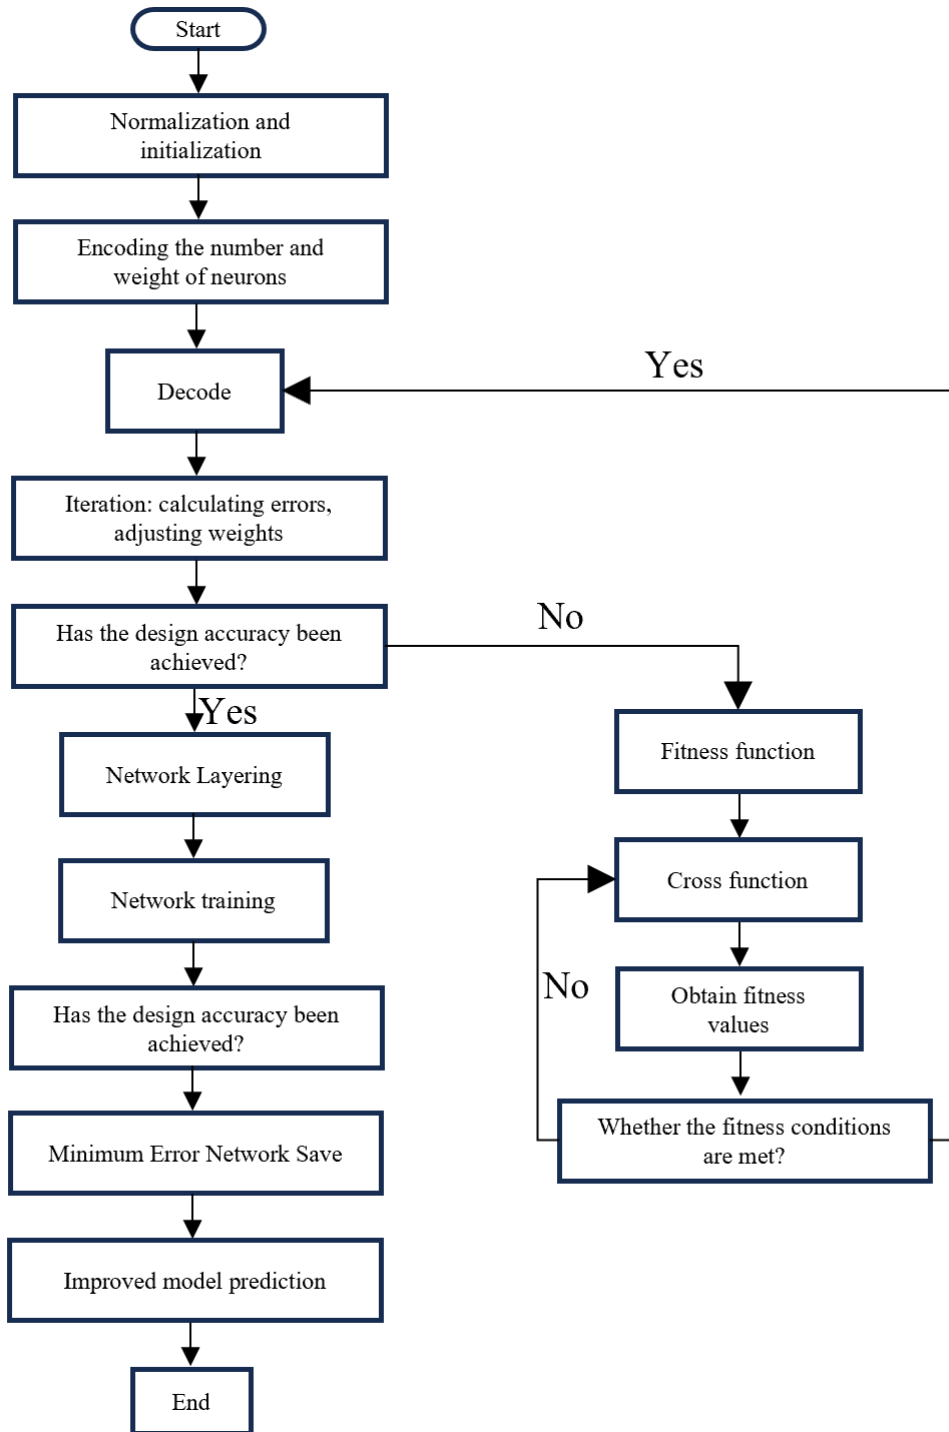 Start
Normalization and
initialization
Encoding the number and
weight of neurons
Decode
Yes
Iteration: calculating errors,
adjusting weights
Has the design accuracy been
achieved?
No
Yes
Network Layering
Fitness function
Network training
Cross function
No
Has the design accuracy been
achieved?
Obtain fitness
values
Minimum Error Network Save
Whether the fitness conditions
are met?
Improved model prediction
End